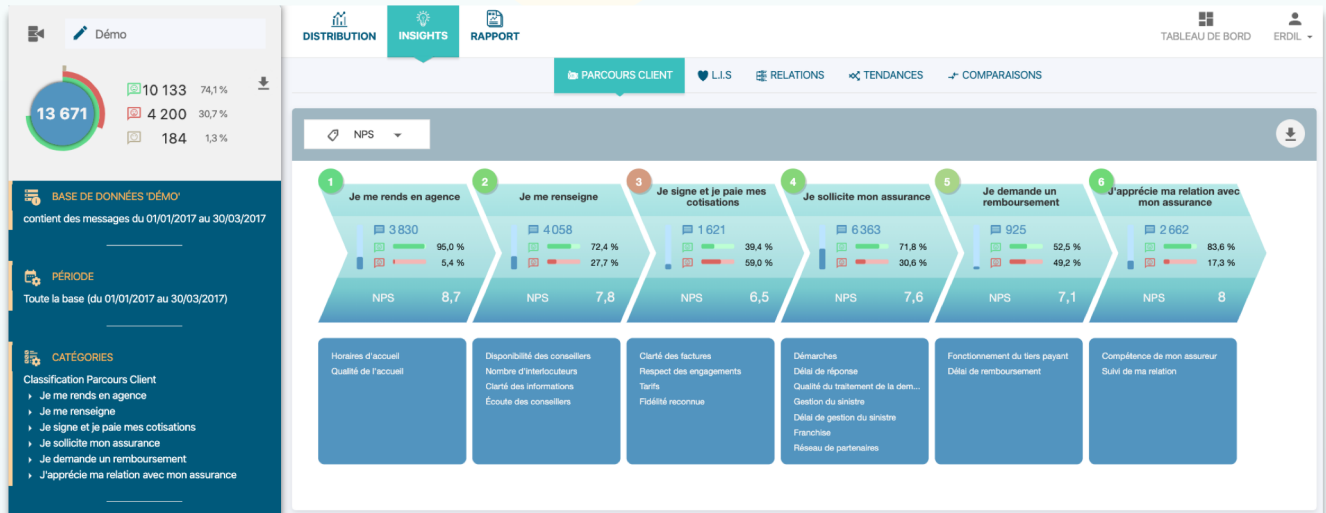 Démo
13 671
10 133 74,1 %
4 200 30,7 %
184 1,3 %
BASE DE DONNÉES 'DÉMO'
contient des messages du 01/01/2017 au 30/03/2017
PÉRIODE
Toute la base (du 01/01/2017 au 30/03/2017)
CATÉGORIES
Classification Parcours Client
Je me rends en agence
Je me renseigne
Je signe et je paie mes cotisations
Je sollicite mon assurance
Je demande un remboursement
J'apprécie ma relation avec mon assurance
DISTRIBUTION INSIGHTS RAPPORT
TABLEAU DE BORD ERDIL
PARCOURS CLIENT L.I.S RELATIONS TENDANCES COMPARAISONS
NPS
1
Je me rends en agence
3 830
95,0 %
5,4 %
NPS 8,7
Horaires d'accueil
Qualité de l'accueil
2
Je me renseigne
4 058
72,4 %
27,7 %
NPS 7,8
Disponibilité des conseillers
Nombre d'interlocuteurs
Clarté des informations
Écoute des conseillers
3
Je signe et je paie mes
cotisations
1 621
39,4 %
59,0 %
NPS 6,5
Clarté des factures
Respect des engagements
Tarifs
Fidélité reconnue
4
Je sollicite mon assurance
6 363
71,8 %
30,6 %
NPS 7,6
Démarches
Délai de réponse
Qualité du traitement de la dem...
Gestion du sinistre
Délai de gestion du sinistre
Franchise
Réseau de partenaires
5
Je demande un
remboursement
925
52,5 %
49,2 %
NPS 7,1
Fonctionnement du tiers payant
Délai de remboursement
6
J'apprécie ma relation avec
mon assurance
2 662
83,6 %
17,3 %
NPS 8
Compétence de mon assureur
Suivi de ma relation